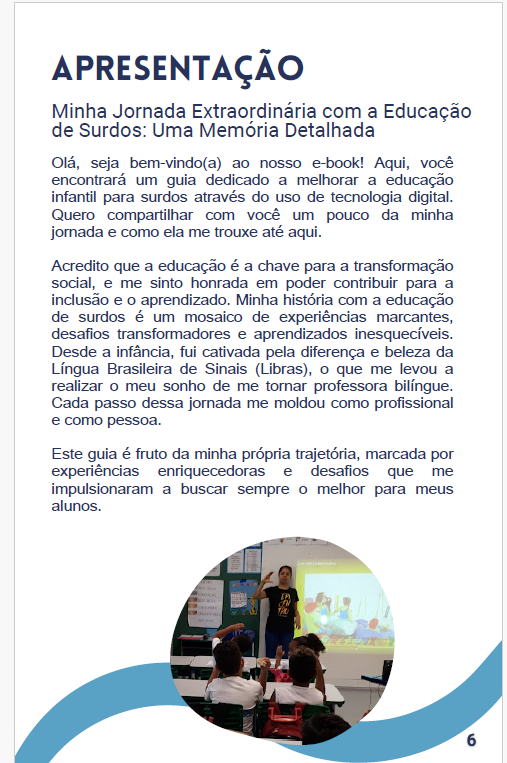 APRESENTAÇÃO
Minha Jornada Extraordinária com a Educação
de Surdos: Uma Memória Detalhada
Olá, seja bem-vindo(a) ao nosso e-book! Aqui, você
encontrará um guia dedicado a melhorar a educação
infantil para surdos através do uso de tecnologia digital.
Quero compartilhar com você um pouco da minha
jornada e como ela me trouxe até aqui.
Acredito que a educação é a chave para a transformação
social, e me sinto honrada em poder contribuir para a
inclusão e o aprendizado. Minha história com a educação
de surdos é um mosaico de experiências marcantes,
desafios transformadores e aprendizados inesquecíveis.
Desde a infância, fui cativada pela diferença e beleza da
Língua Brasileira de Sinais (Libras), o que me levou a
realizar o meu sonho de me tornar professora bilíngue.
Cada passo dessa jornada me moldou como profissional
e como pessoa.
Este guia é fruto da minha própria trajetória, marcada por
experiências enriquecedoras e desafios que me
impulsionaram a buscar sempre o melhor para meus
alunos.
6